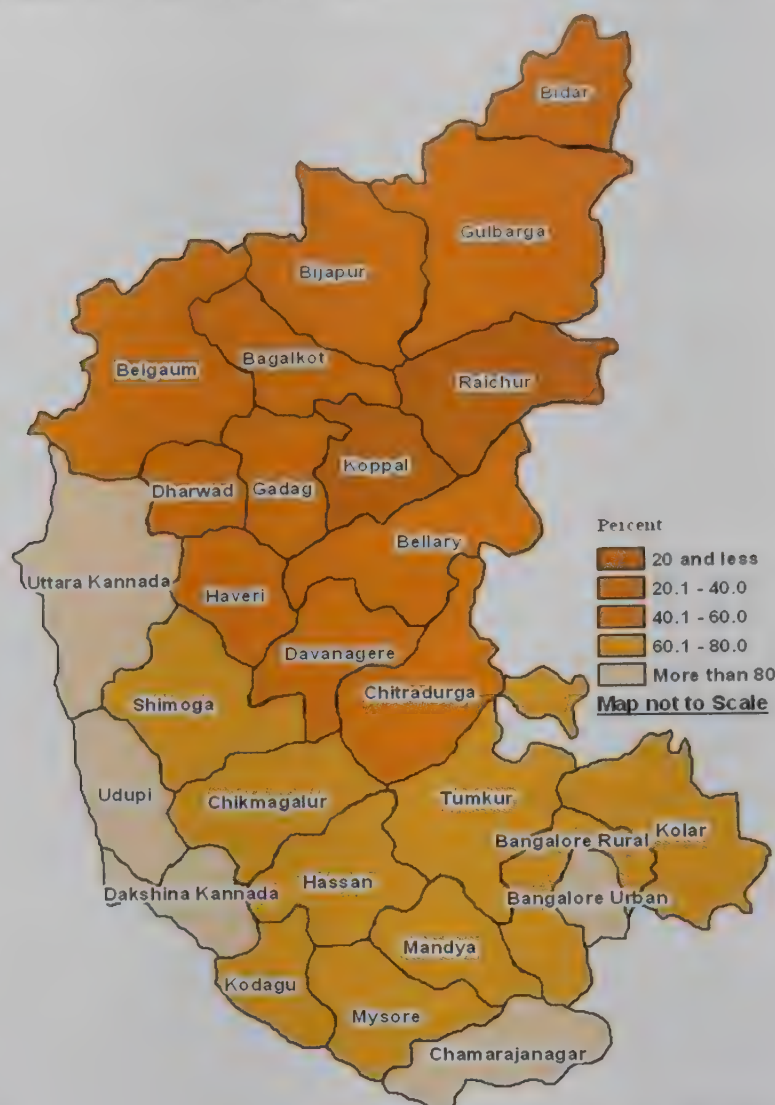 Bidar
Gulbarga
Bijapur
Bagalkot
Belgaum
Raichur
Koppal
Dharwad
Gadag
Bellary
Percent
20 and less
20.1 - 40.0
40.1 - 60.0
60.1 - 80.0
More than 80
Map not to Scale
Uttara Kannada
Haveri
Davanagere
Chitradurga
Shimoga
Udupi
Chikmagalur
Tumkur
Bangalore Rural
Kolar
Dakshina Kannada
Hassan
Bangalore Urban
Mandya
Kodagu
Mysore
Chamarajanagar